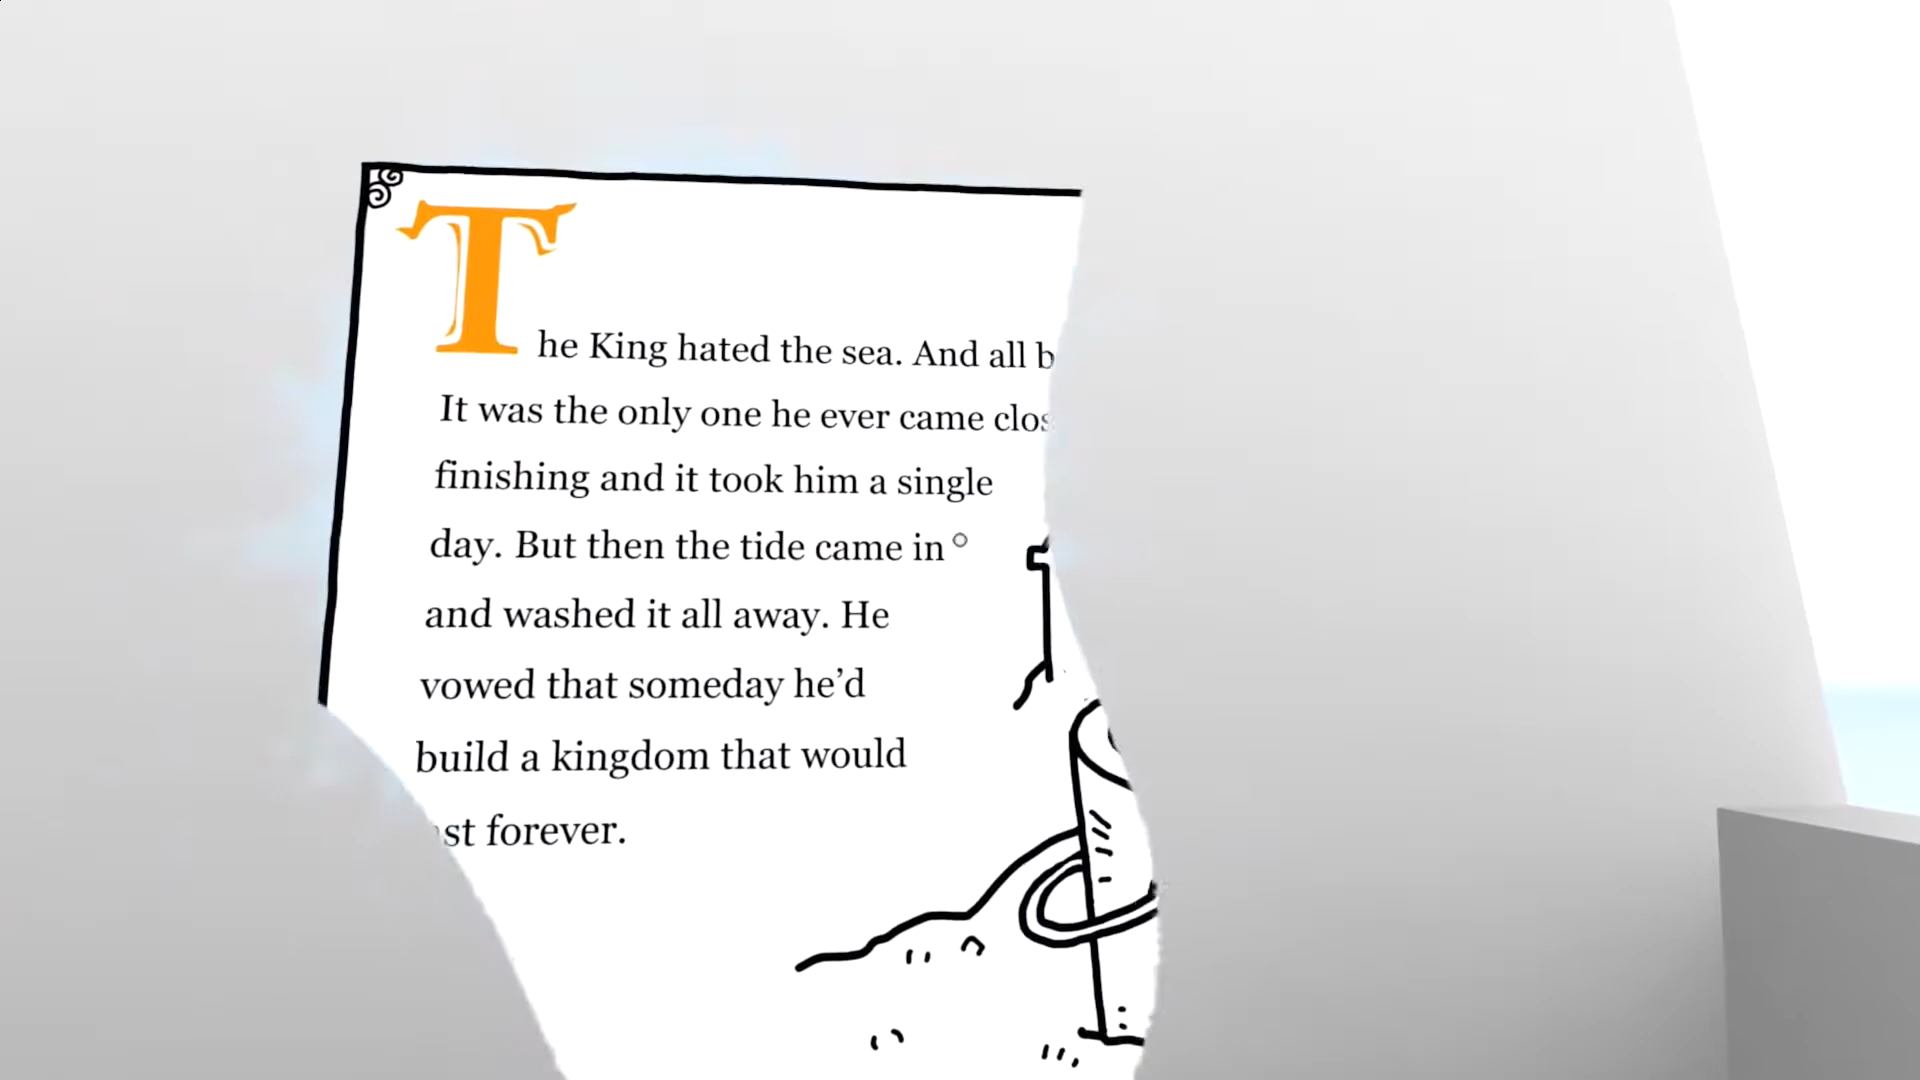 The King hated the sea. And all
It was the only one he ever came
finishing and it took him a single
day. But then the tide came in
and washed it all away. He
vowed that someday he’d
build a kingdom that would
forever.